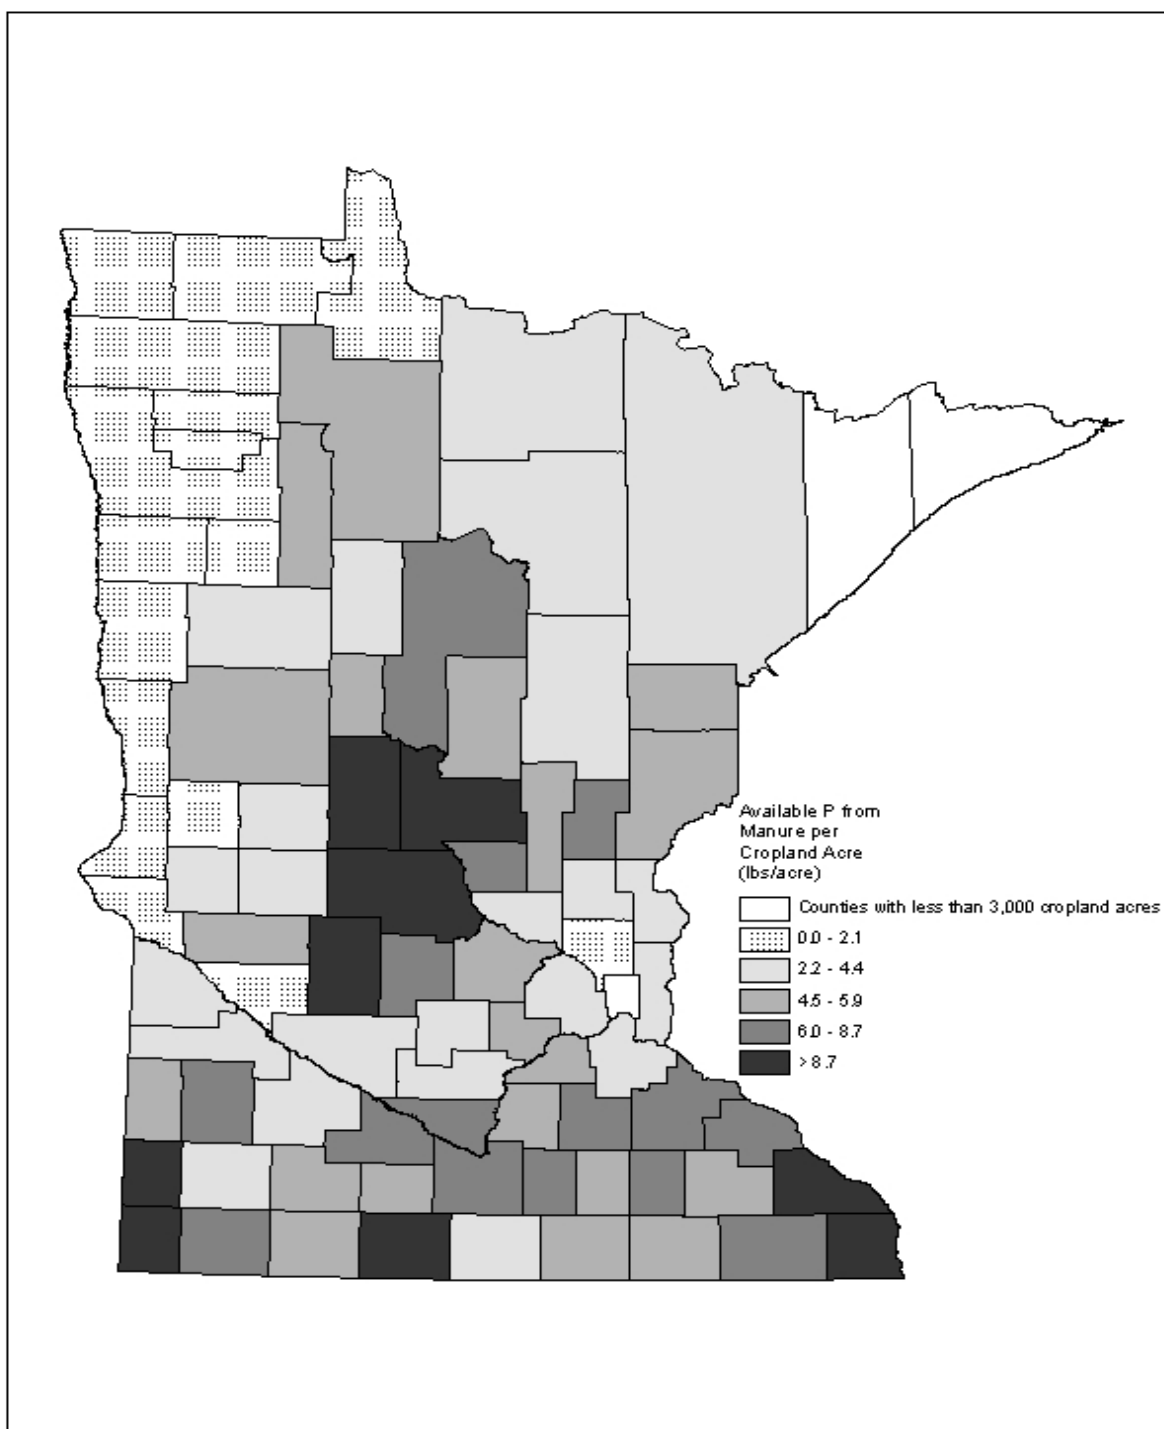 Available P from
Manure per
Cropland Acre
(lbs/acre)
Counties with less than 3,000 cropland acres
0.0 - 2.1
2.2 - 4.4
4.5 - 5.9
6.0 - 8.7
> 8.7